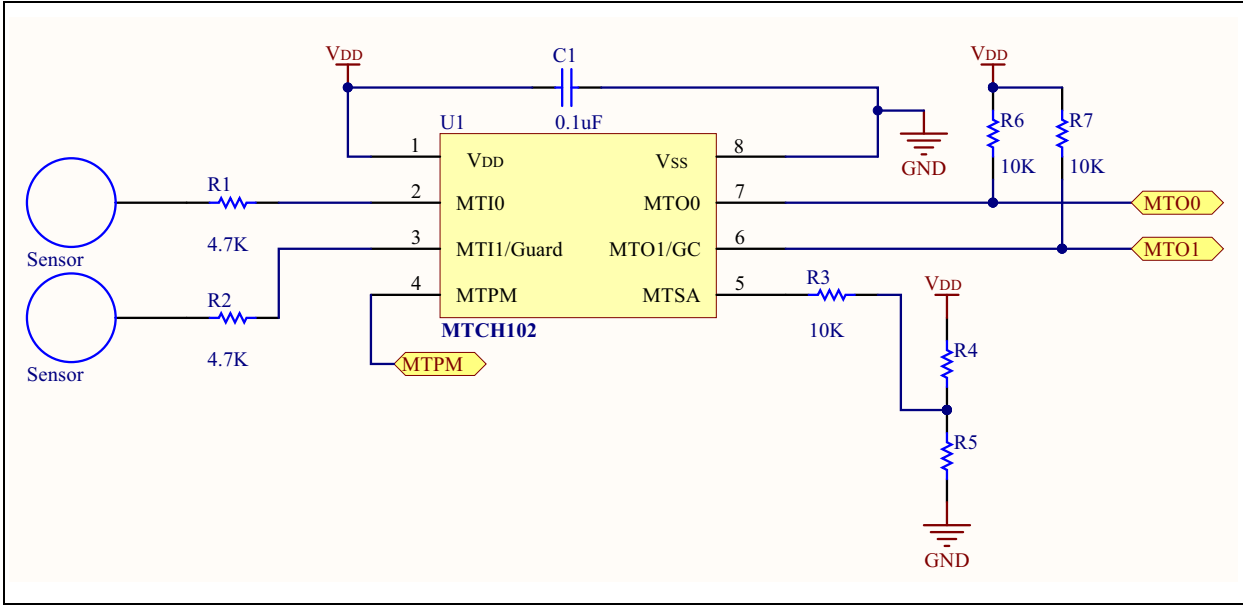 VDD
C1
VDD
0.1uF
R6
R7
10K
10K
GND
U1
1
VDD
VSS
8
2
MTI0
MTO0
7
MTO0
3
MTI1/Guard
MTO1/GC
6
MTO1
4
MTPM
MTSA
5
MTCH102
MTPM
R1
4.7K
Sensor
R2
4.7K
Sensor
R3
10K
VDD
R4
R5
GND